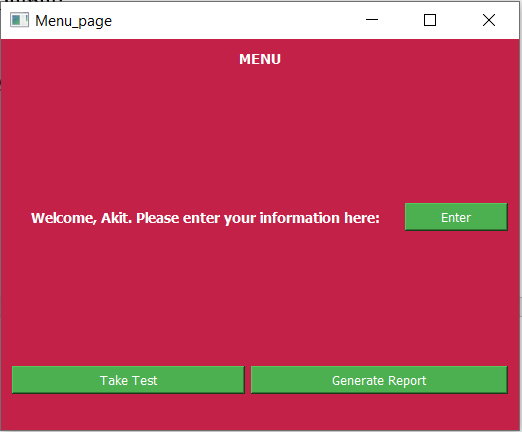 Menu_page
MENU
Welcome, Akit. Please enter your information here:
Enter
Take Test
Generate Report